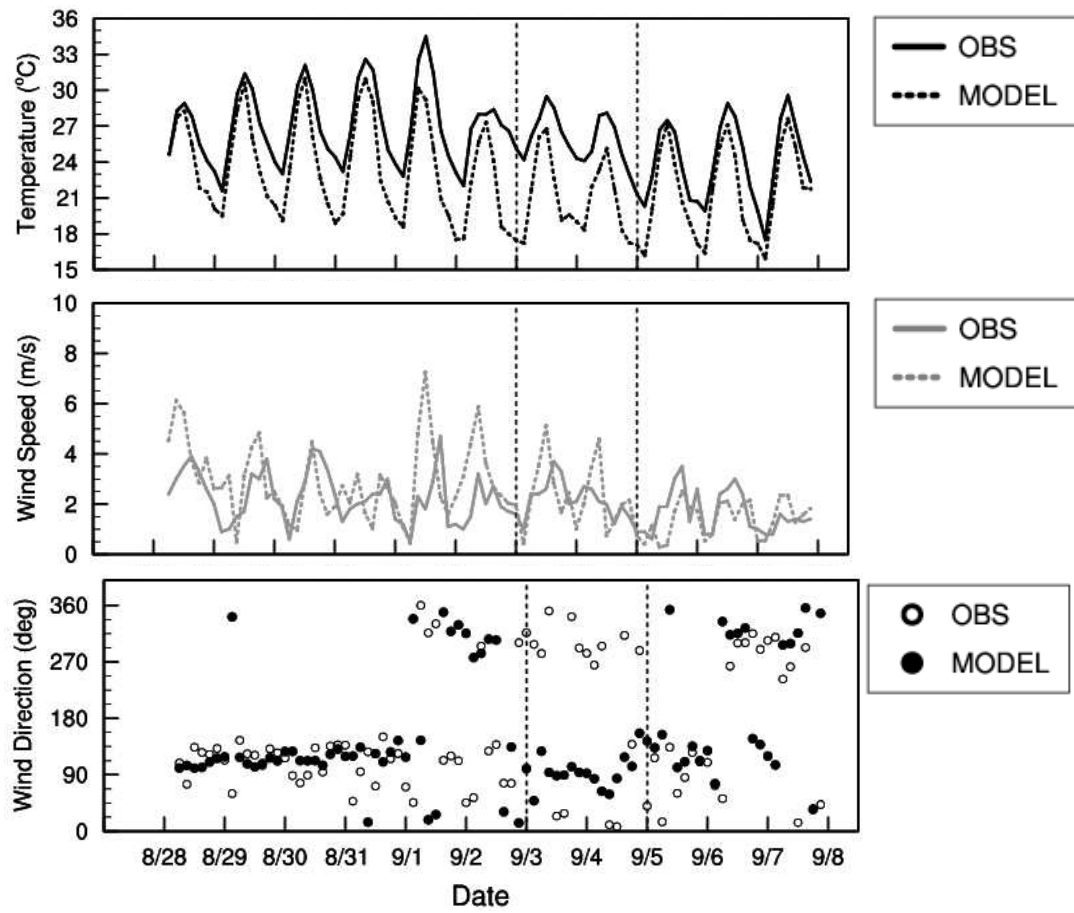 Temperature (°C)
36
33
30
27
24
21
18
15
OBS
MODEL
Wind Speed (m/s)
10
8
6
4
2
0
OBS
MODEL
Wind Direction (deg)
360
270
180
90
0
OBS
MODEL
8/28 8/29 8/30 8/31 9/1 9/2 9/3 9/4 9/5 9/6 9/7 9/8
Date